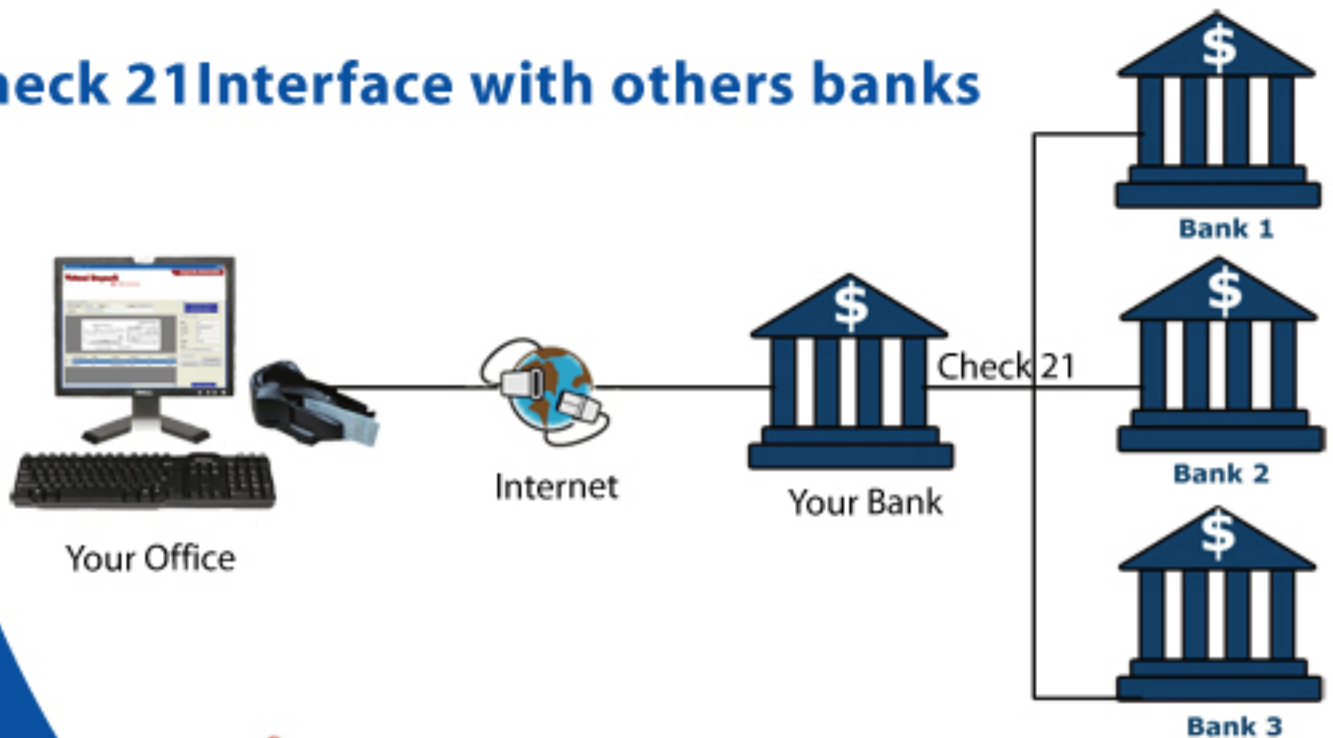 heck 21Interface with others banks
$
Bank 1
$
Bank 2
$
Bank 3
$
Check 21
Your Bank
Internet
Your Office